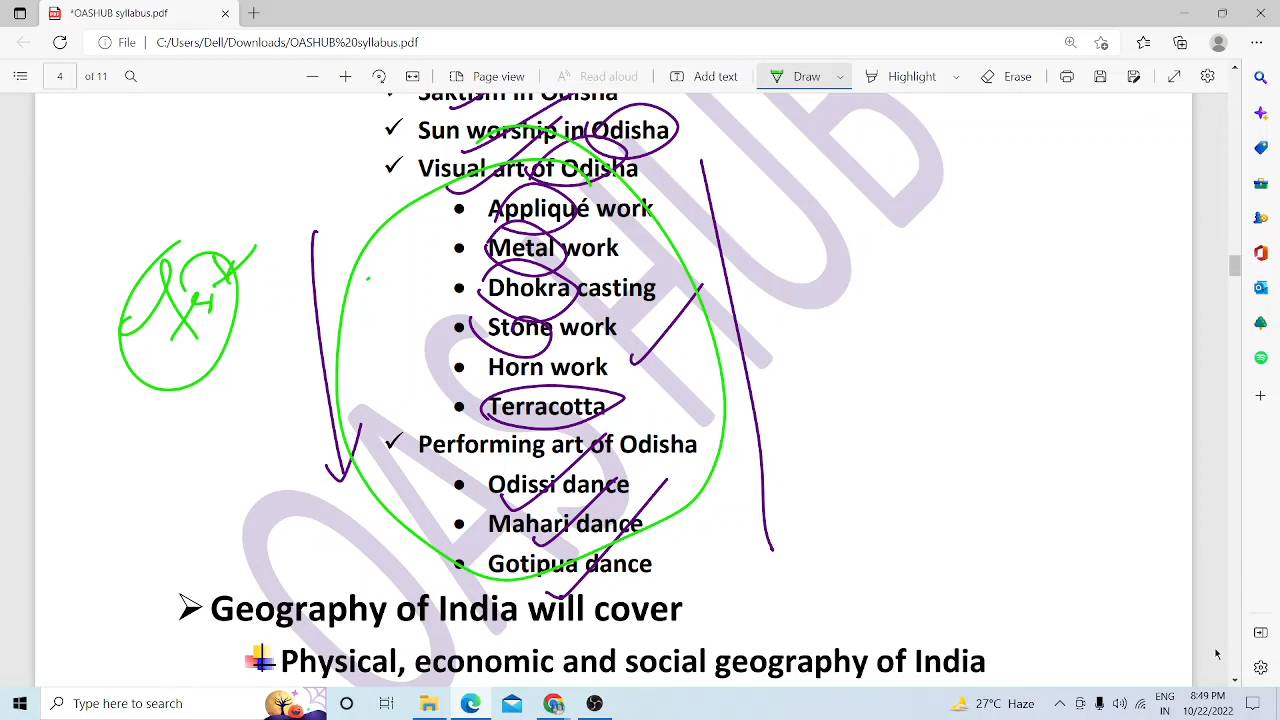 *OASHUB syllabus.pdf
File C:/Users/Dell/Downloads/OASHUB%20syllabus.pdf
4 of 11 Page view Read aloud Add text Draw Highlight Erase
Saktism in Odisha
Sun worship in Odisha
Visual art of Odisha
Appliqué work
Metal work
Dhokra casting
Stone work
Horn work
Terracotta
Performing art of Odisha
Odissi dance
Mahari dance
Gotipua dance
Geography of India will cover
Physical, economic and social geography of India
OASHUB
Type here to search
27°C Haze
ENG
IN
8:49 PM
10/22/2022